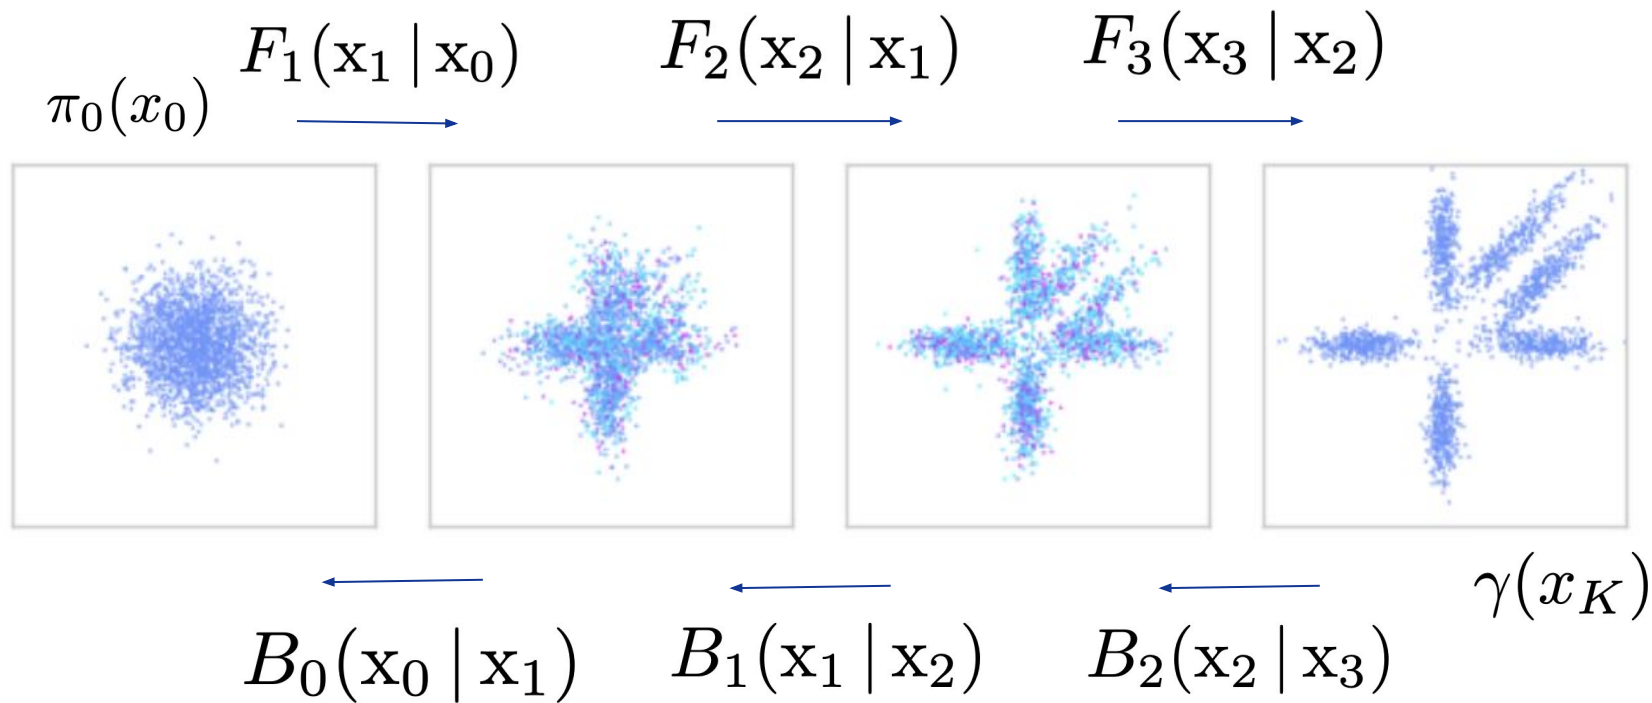 F₁(x₁ | x₀) F₂(x₂ | x₁) F₃(x₃ | x₂)
π₀(x₀)
γ(x_K)
B₀(x₀ | x₁) B₁(x₁ | x₂) B₂(x₂ | x₃)